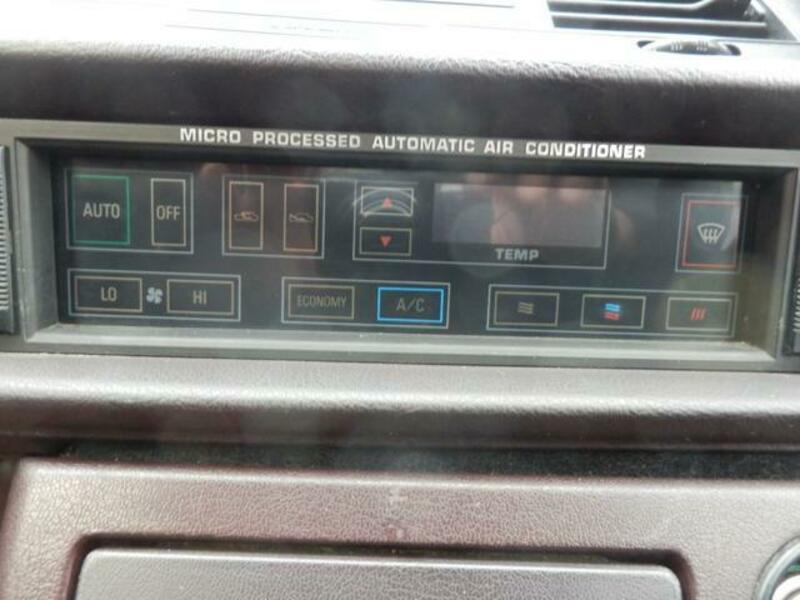 MICRO PROCESSED AUTOMATIC AIR CONDITIONER
AUTO OFF
TEMP
LO HI ECONOMY A/C